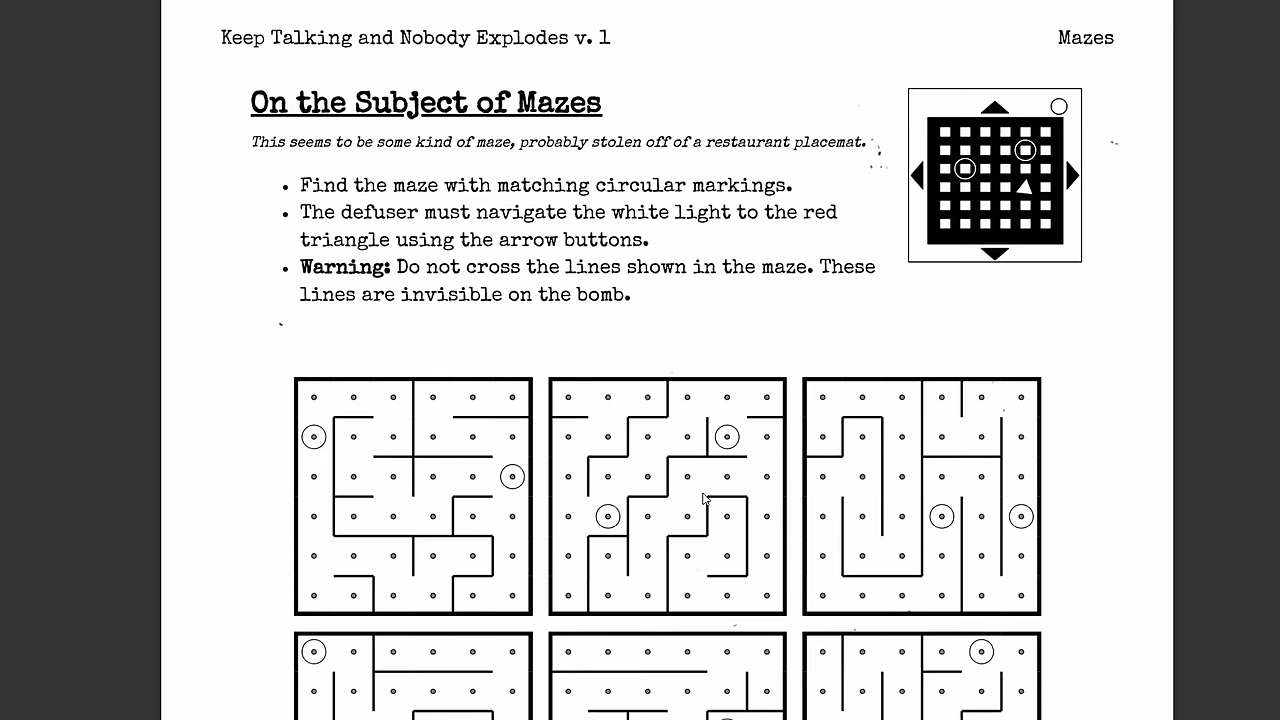 Keep Talking and Nobody Explodes v. 1
Mazes
On the Subject of Mazes
This seems to be some kind of maze, probably stolen off of a restaurant placemat.
• Find the maze with matching circular markings.
• The defuser must navigate the white light to the red
triangle using the arrow buttons.
• Warning: Do not cross the lines shown in the maze. These
lines are invisible on the bomb.